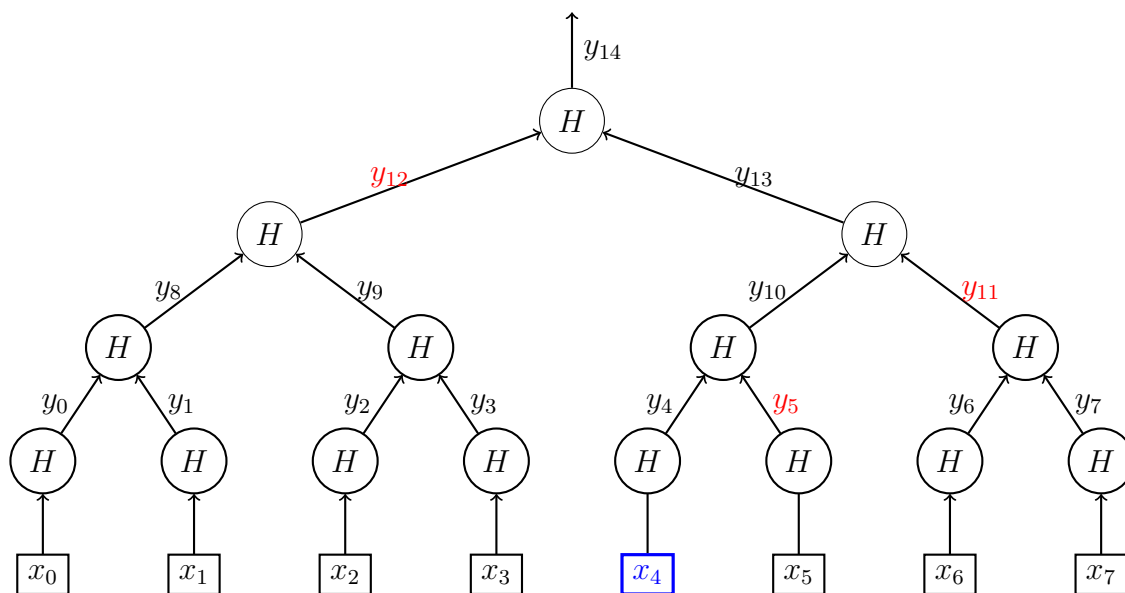 y₁₄
H
y₁₂ y₁₃
H H
y₈ y₉ y₁₀ y₁₁
H H H H
y₀ y₁ y₂ y₃ y₄ y₅ y₆ y₇
H H H H H H H H
x₀ x₁ x₂ x₃ x₄ x₅ x₆ x₇